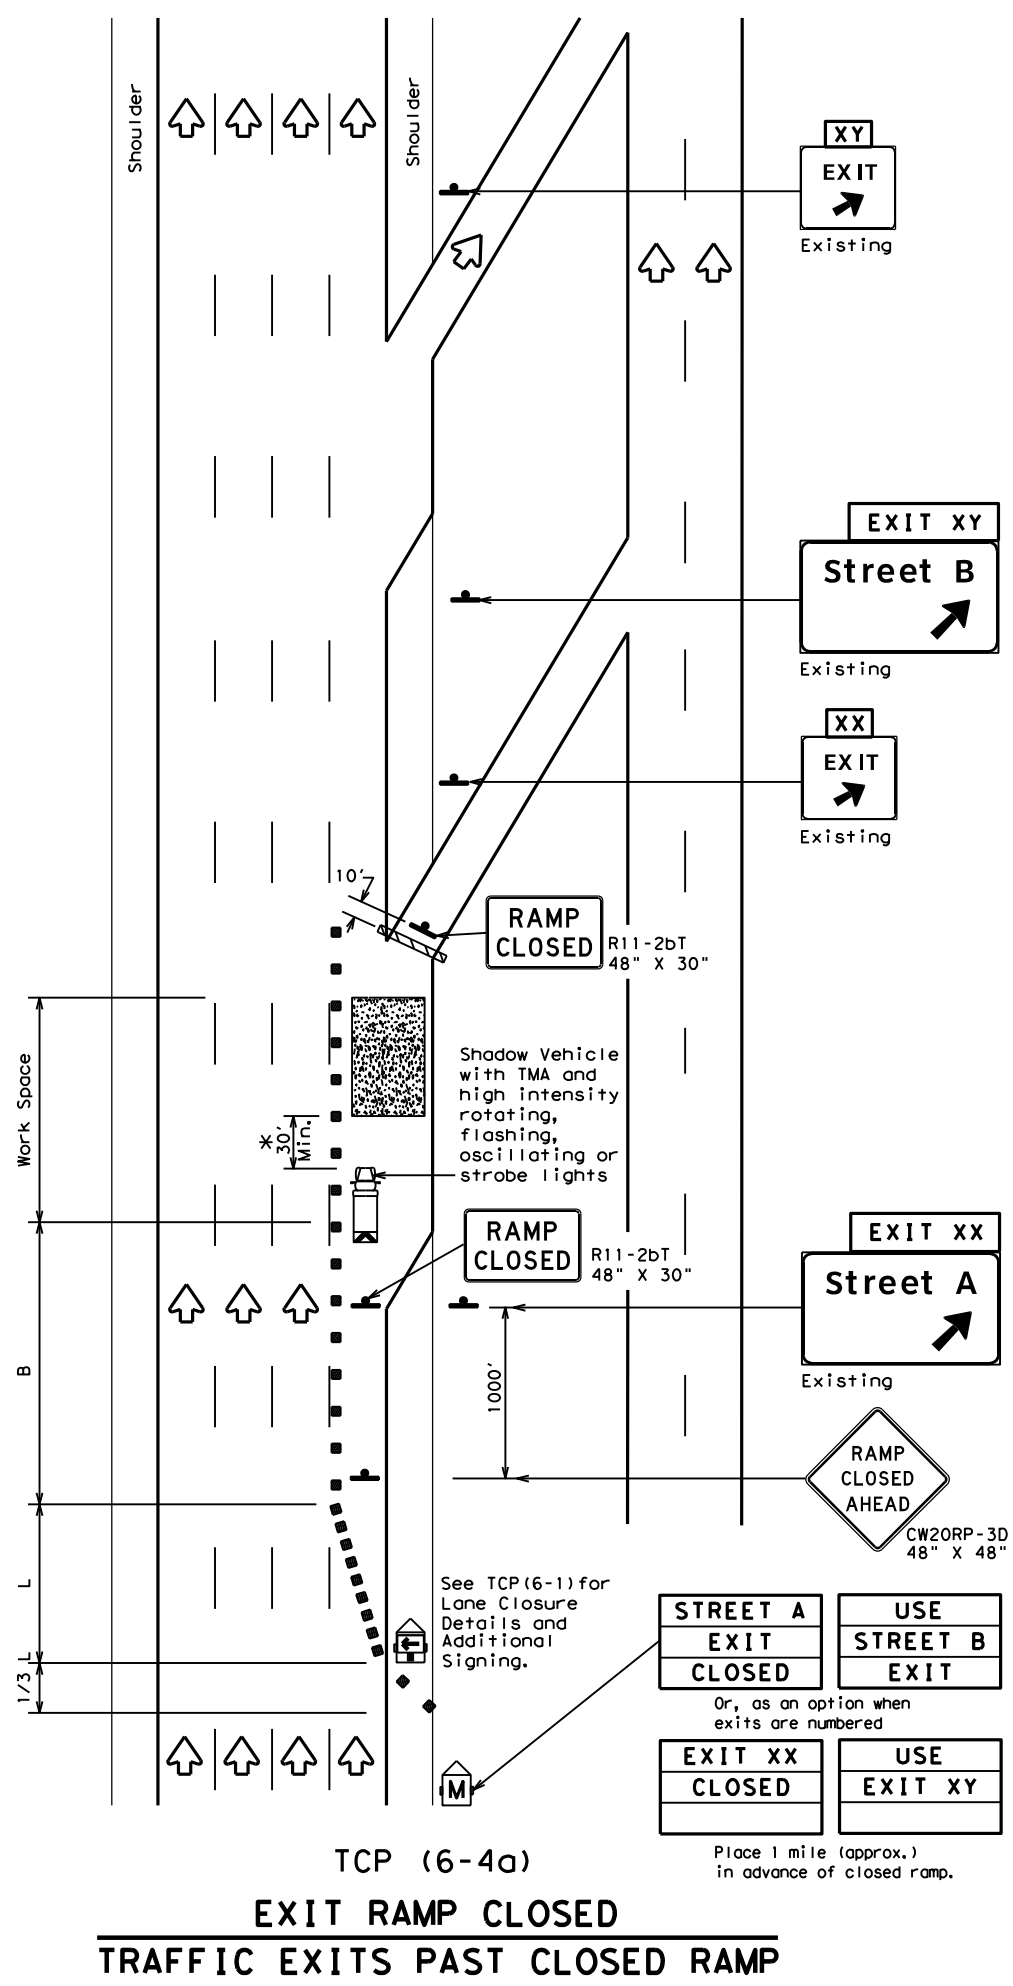 Shoulder
Shoulder
XY
EXIT
Existing
EXIT XY
Street B
Existing
XX
EXIT
Existing
10'
RAMP
CLOSED
R11-2bT
48" X 30"
Work Space
*
30'
Min.
Shadow Vehicle
with TMA and
high intensity
rotating,
flashing,
oscillating or
strobe lights
RAMP
CLOSED
R11-2bT
48" X 30"
EXIT XX
Street A
Existing
B
1000'
RAMP
CLOSED
AHEAD
CW20RP-3D
48" X 48"
L
See TCP(6-1)for
Lane Closure
Details and
Additional
Signing.
1/3 L
STREET A
EXIT
CLOSED
USE
STREET B
EXIT
Or, as an option when
exits are numbered
EXIT XX
CLOSED
USE
EXIT XY
M
Place 1 mile (approx.)
in advance of closed ramp.
TCP (6-4a)
EXIT RAMP CLOSED
TRAFFIC EXITS PAST CLOSED RAMP